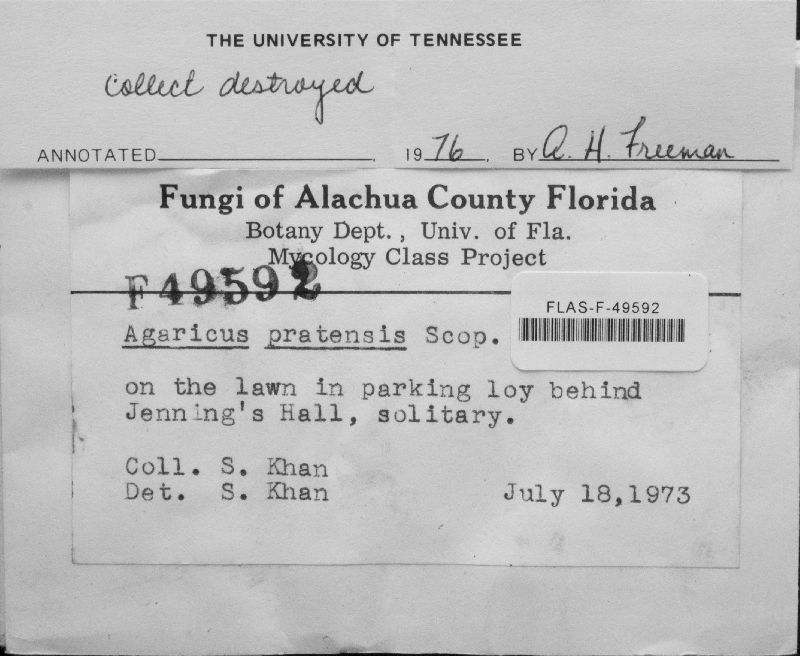 THE UNIVERSITY OF TENNESSEE
collect destroyed
ANNOTATED 1976. BY A. H. Freeman
Fungi of Alachua County Florida
Botany Dept., Univ. of Fla.
Mycology Class Project
F49592
FLAS-F-49592
Agaricus pratensis Scop.
on the lawn in parking loy behind
Jenning's Hall, solitary.
Coll. S. Khan
Det. S. Khan July 18,1973